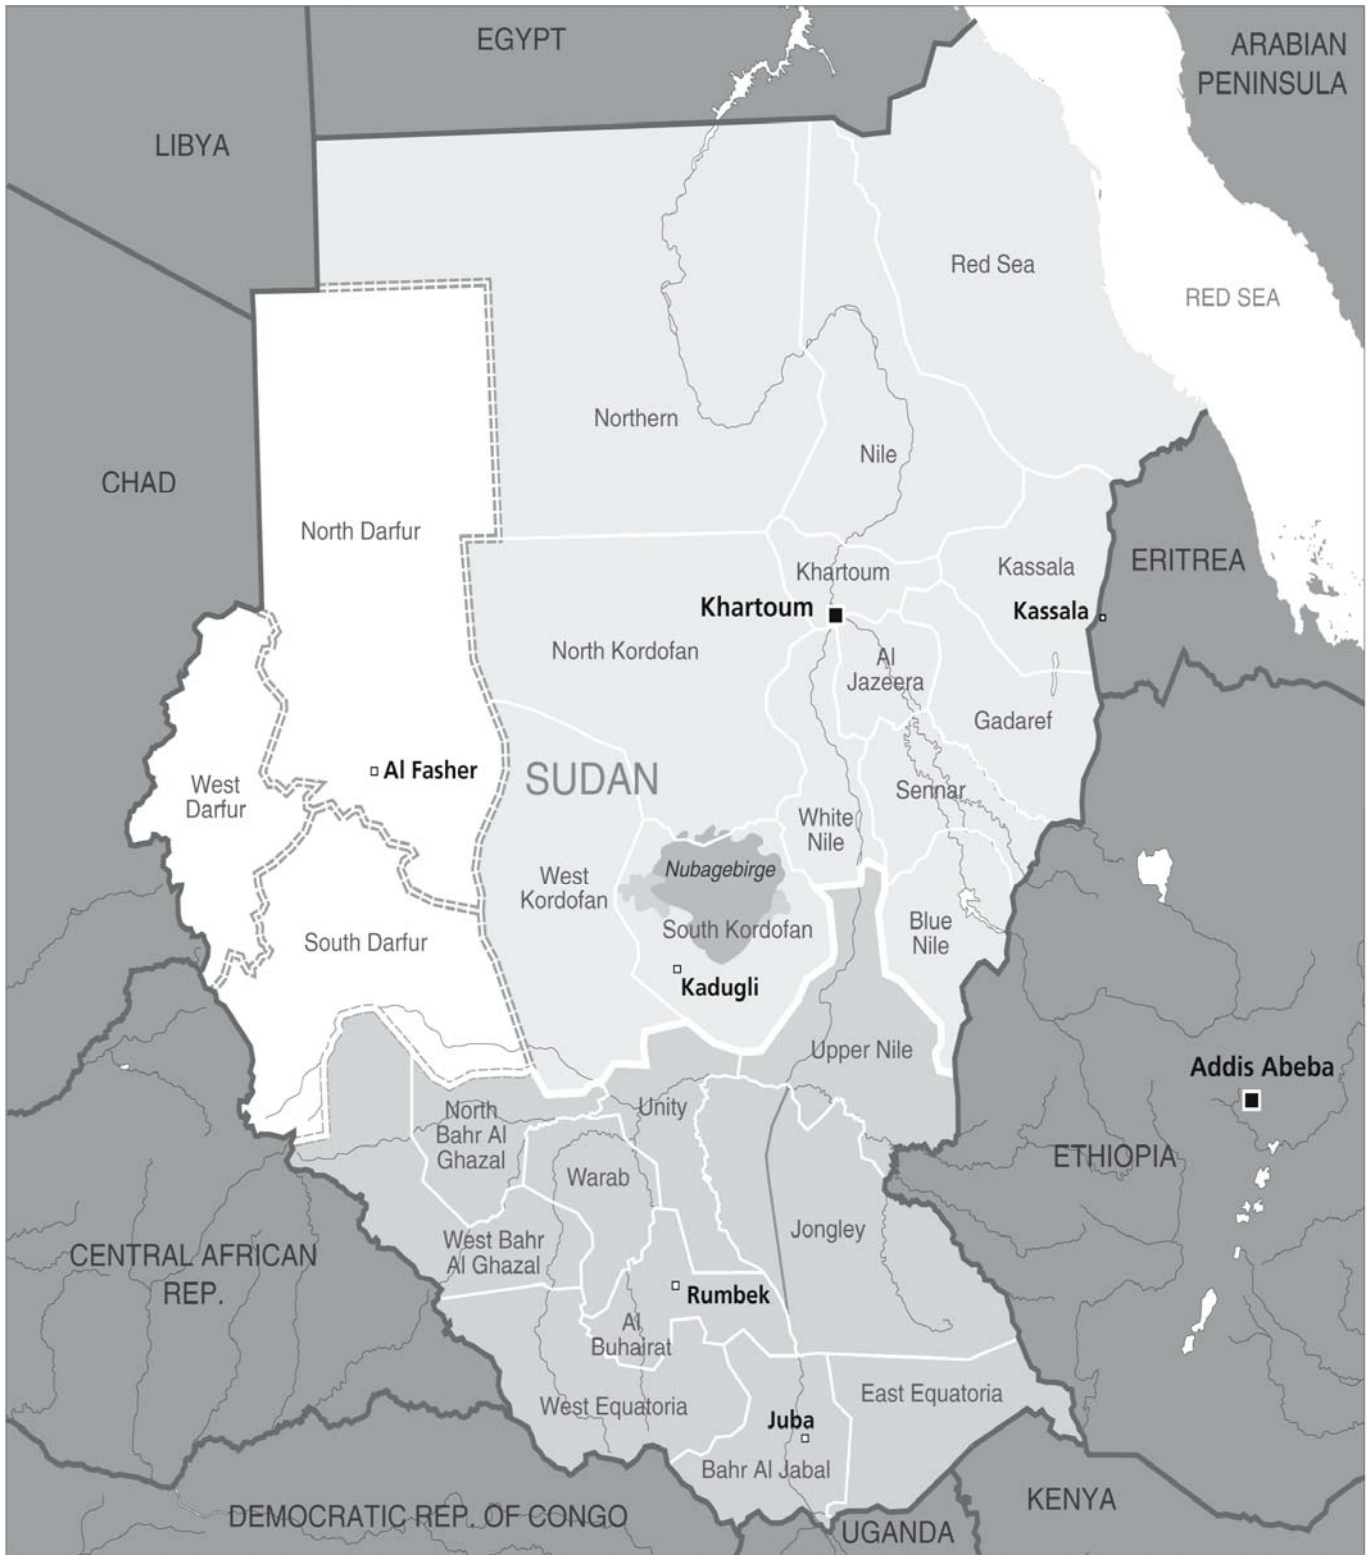 EGYPT
ARABIAN
PENINSULA
LIBYA
Red Sea
RED SEA
Northern
Nile
CHAD
North Darfur
Khartoum
Kassala
ERITREA
Khartoum
Kassala
North Kordofan
Al
Jazeera
Gadaref
Al Fasher
SUDAN
West
Darfur
Sennar
White
Nile
Nubagebirge
West
Kordofan
South Kordofan
Blue
Nile
South Darfur
Kadugli
Upper Nile
Addis Abeba
North
Bahr Al
Ghazal
Unity
ETHIOPIA
Warab
Jongley
West Bahr
Al Ghazal
CENTRAL AFRICAN
REP.
Rumbek
Al
Buhairat
West Equatoria
East Equatoria
Juba
Bahr Al Jabal
KENYA
DEMOCRATIC REP. OF CONGO
UGANDA